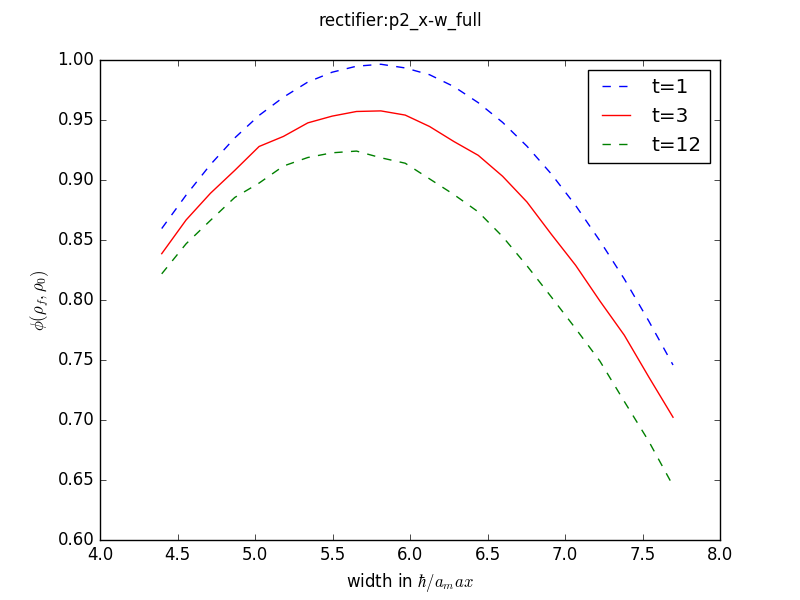 rectifier:p2_x-w_full
1.00
0.95
0.90
0.85
0.80
0.75
0.70
0.65
0.60
ϕ(ρf, ρ0)
t=1
t=3
t=12
4.0 4.5 5.0 5.5 6.0 6.5 7.0 7.5 8.0
width in ℏ/amax